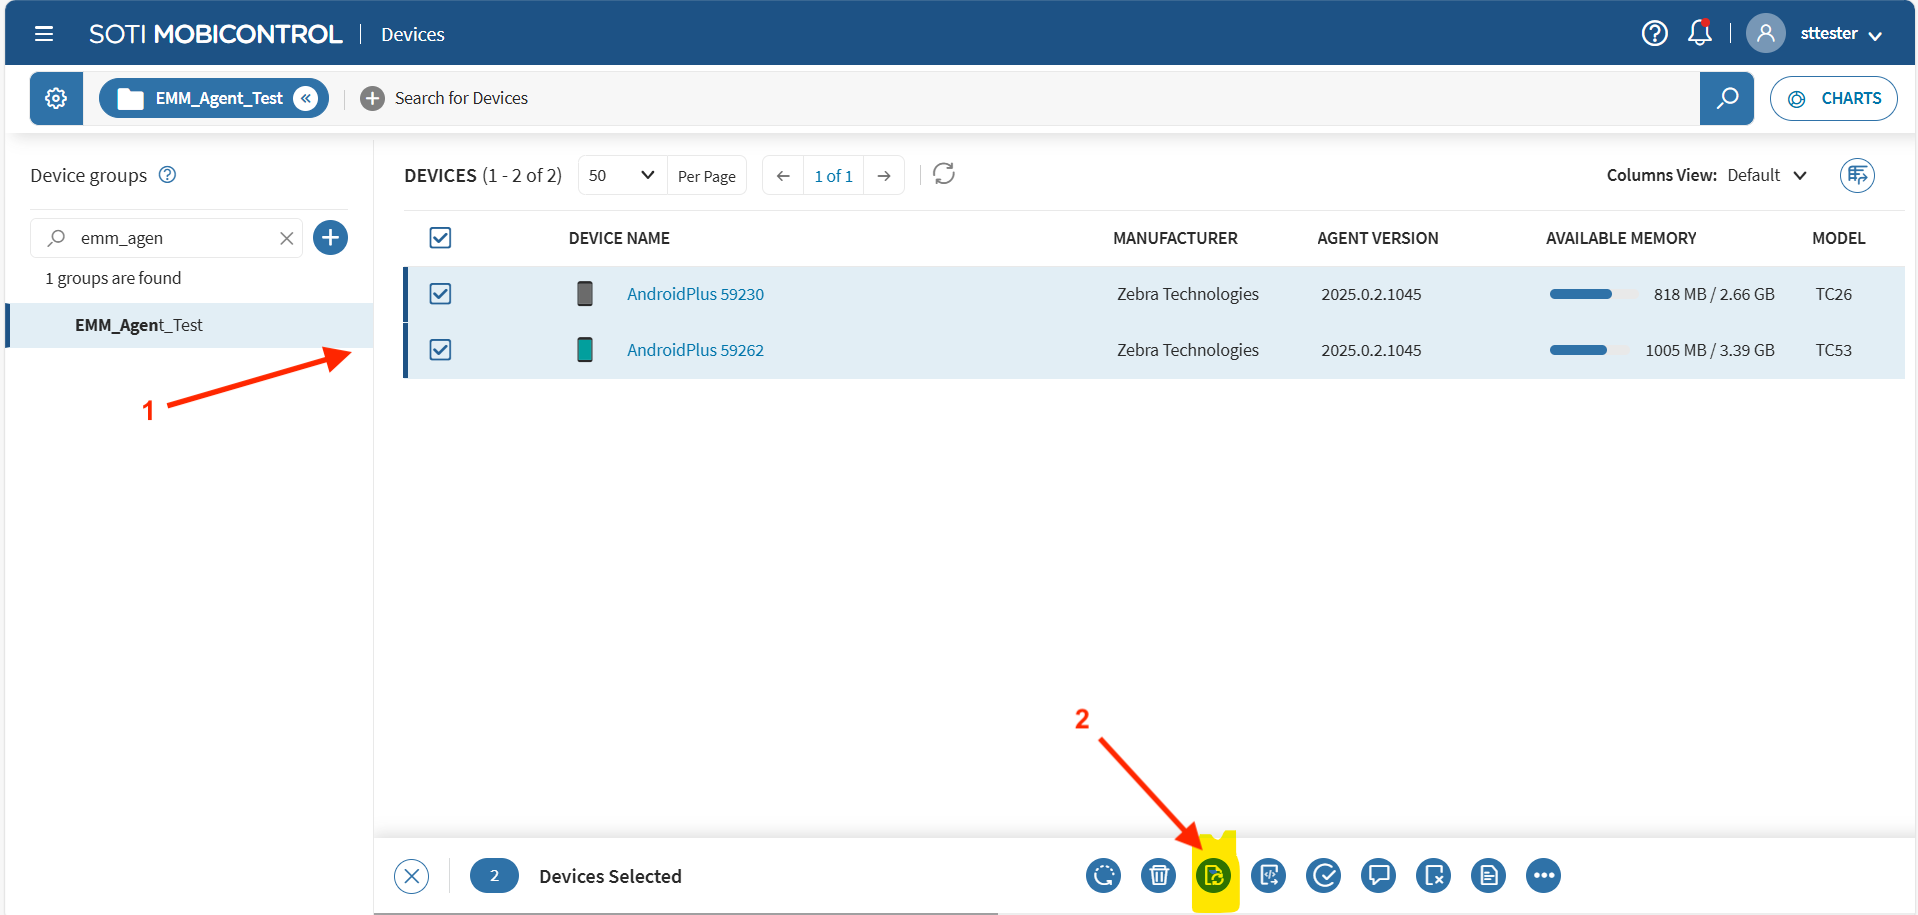 SOTI MOBICONTROL Devices sttester
EMM_Agent_Test Search for Devices CHARTS
Device groups DEVICES (1 - 2 of 2) 50 Per Page 1 of 1 Columns View: Default
emm_agen DEVICE NAME MANUFACTURER AGENT VERSION AVAILABLE MEMORY MODEL
1 groups are found
AndroidPlus 59230 Zebra Technologies 2025.0.2.1045 818 MB / 2.66 GB TC26
EMM_Agent_Test
AndroidPlus 59262 Zebra Technologies 2025.0.2.1045 1005 MB / 3.39 GB TC53
1
2
2 Devices Selected